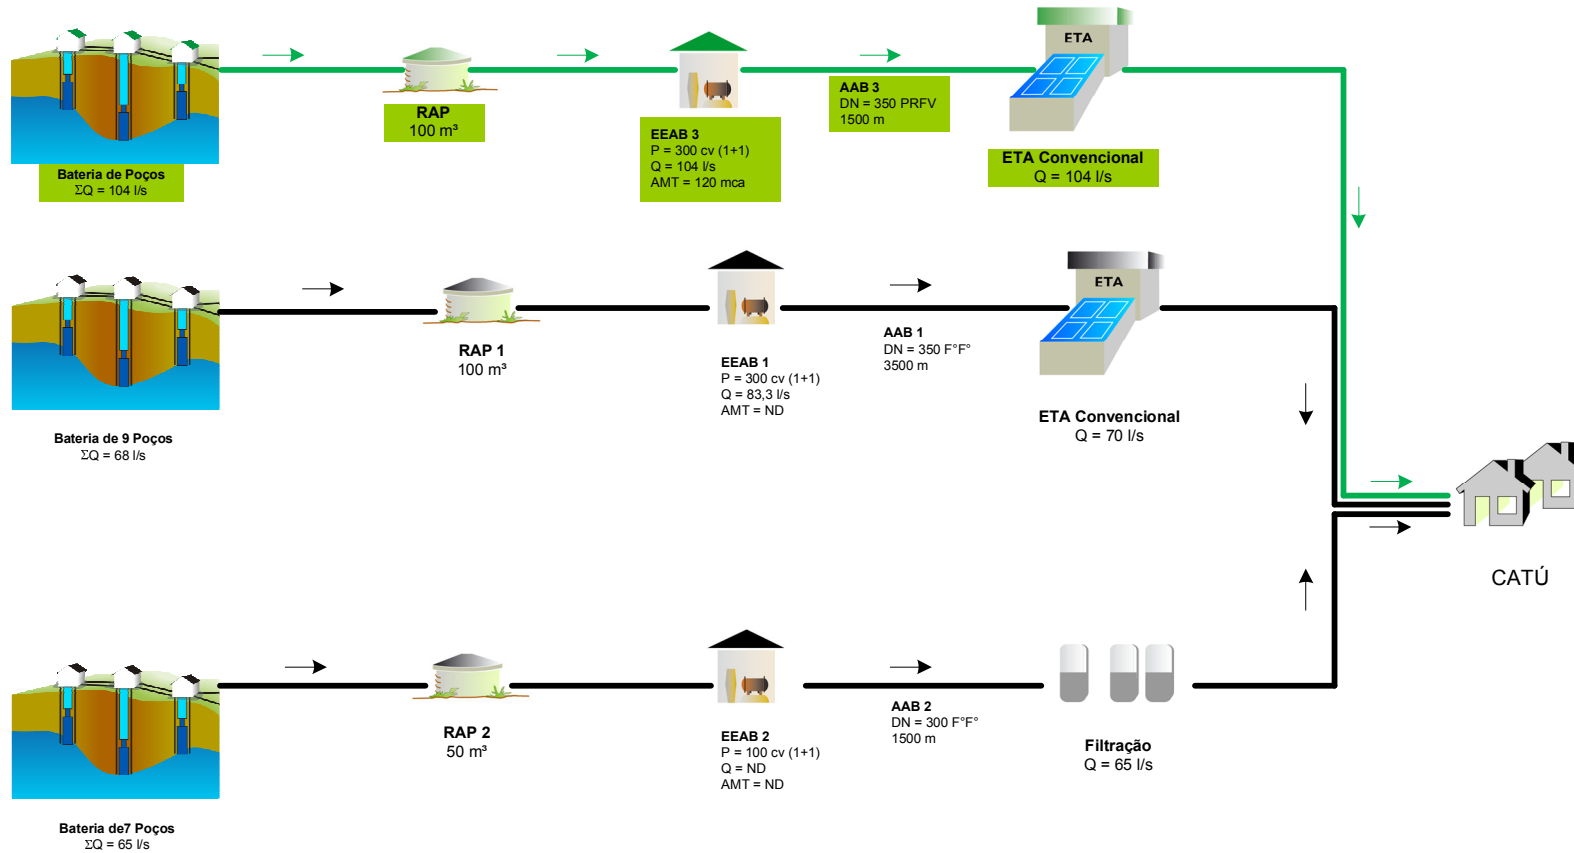 ETA
RAP
100 m³
AAB 3
DN = 350 PRFV
1500 m
EEAB 3
P = 300 cv (1+1)
Q = 104 l/s
AMT = 120 mca
ETA Convencional
Q = 104 l/s
Bateria de Poços
ΣQ = 104 l/s
ETA
RAP 1
100 m³
EEAB 1
P = 300 cv (1+1)
Q = 83,3 l/s
AMT = ND
AAB 1
DN = 350 F°F°
3500 m
ETA Convencional
Q = 70 l/s
Bateria de 9 Poços
ΣQ = 68 l/s
CATÚ
RAP 2
50 m³
EEAB 2
P = 100 cv (1+1)
Q = ND
AMT = ND
AAB 2
DN = 300 F°F°
1500 m
Filtração
Q = 65 l/s
Bateria de7 Poços
ΣQ = 65 l/s